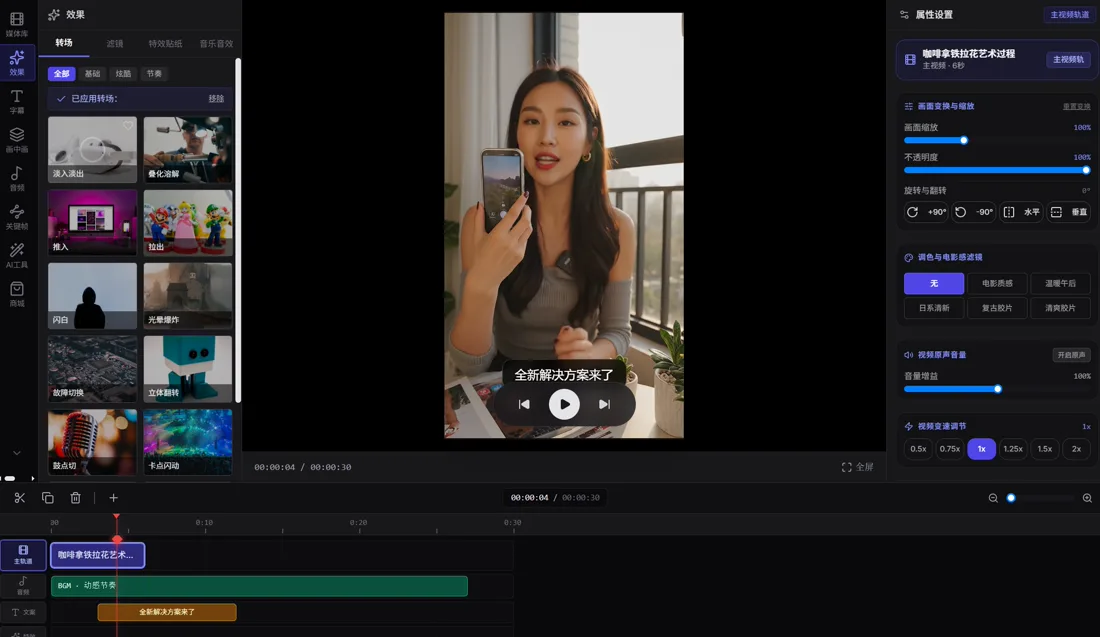 媒体库
效果
字幕
画中画
音频
关键帧
AI工具
商城
效果
转场
滤镜
特效贴纸
音乐音效
全部
基础
炫酷
节奏
已应用转场:
移除
淡入淡出
叠化溶解
推入
拉出
闪白
光晕爆炸
故障切换
立体翻转
鼓点切
卡点闪动
全新解决方案来了
00:00:04 / 00:00:30
全屏
属性设置
主视频轨道
咖啡拿铁拉花艺术过程
主视频 · 6秒
主视频轨
画面变换与缩放
重置变换
画面缩放
100%
不透明度
100%
旋转与翻转
0°
+90°
-90°
水平
垂直
调色与电影感滤镜
无
电影质感
温暖午后
日系清新
复古胶片
清爽胶片
视频原声音量
开启原声
音量增益
100%
视频变速调节
1x
0.5x
0.75x
1x
1.25x
1.5x
2x
00:00:04 / 00:00:30
00
0:10
0:20
0:30
主轨道
咖啡拿铁拉花艺术...
音频
BGM · 动感节奏
文案
全新解决方案来了